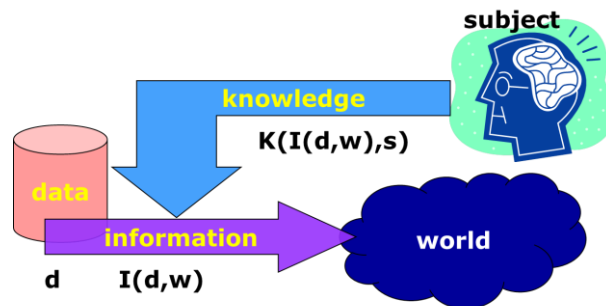 subject
knowledge
K(I(d,w),s)
data
information
world
d I(d,w)